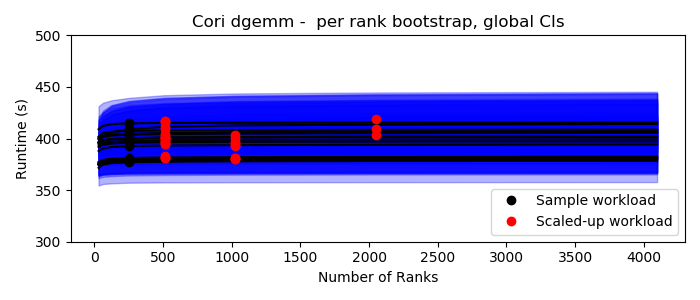 Cori dgemm -  per rank bootstrap, global CIs
Runtime (s)
500
450
400
350
300
Sample workload
Scaled-up workload
0 500 1000 1500 2000 2500 3000 3500 4000
Number of Ranks